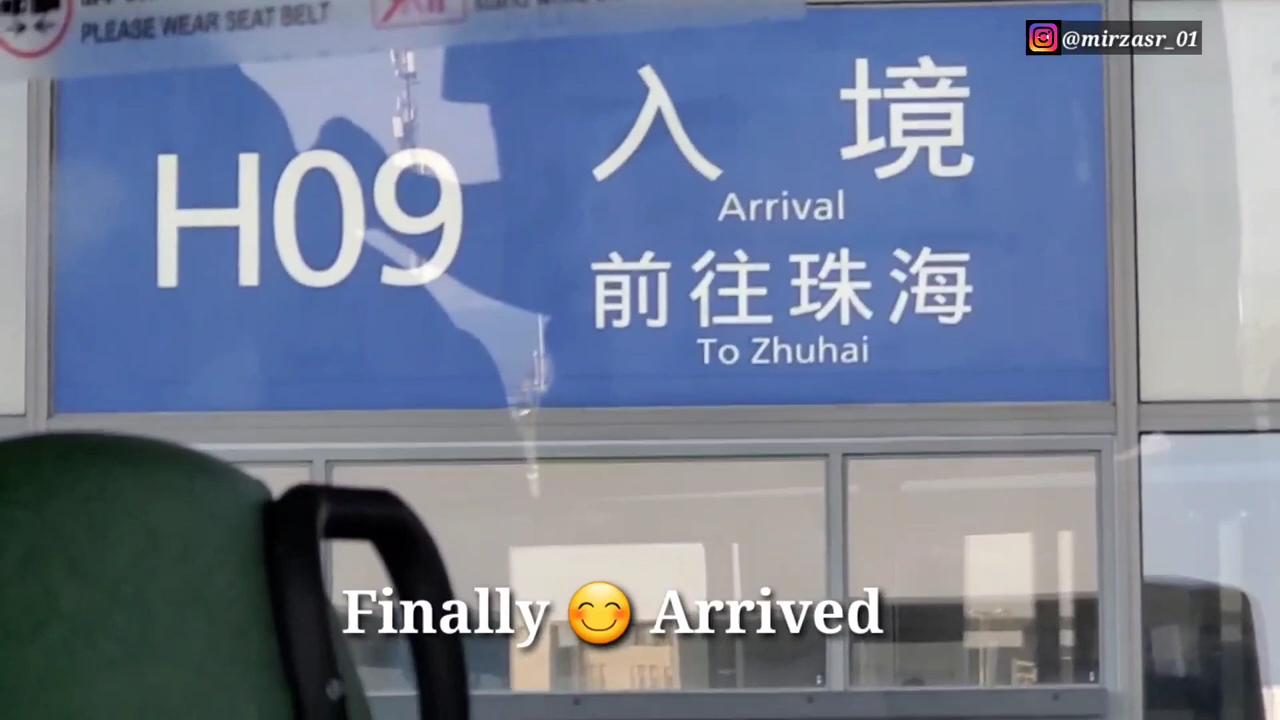 PLEASE WEAR SEAT BELT
@mirzasr_01
H09
入境
Arrival
前往珠海
To Zhuhai
Finally 😊 Arrived